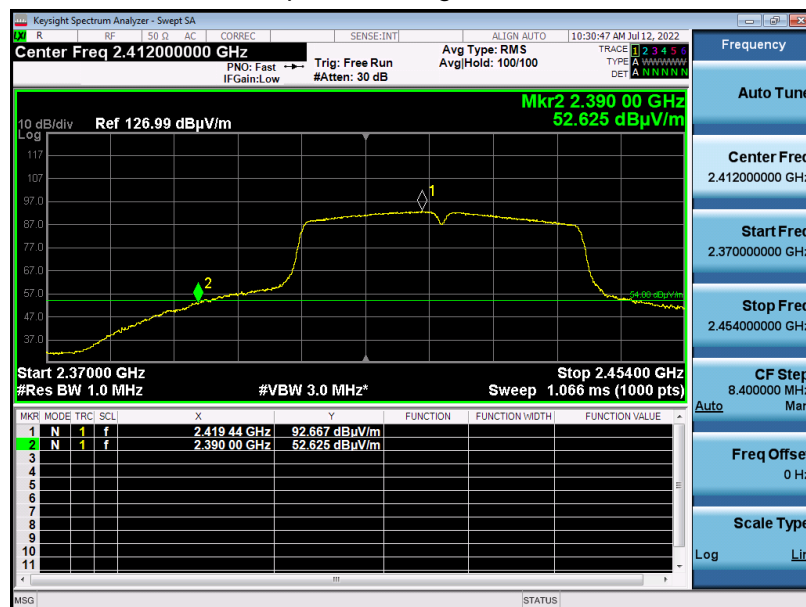 Keysight Spectrum Analyzer - Swept SA
LXI R RF 50 Ω AC CORREC SENSE:INT ALIGN AUTO 10:30:47 AM Jul 12, 2022
Center Freq 2.412000000 GHz
PNO: Fast
IFGain:Low
Trig: Free Run
#Atten: 30 dB
Avg Type: RMS
Avg|Hold: 100/100
TRACE 1 2 3 4 5 6
TYPE A WWWWW
DET A N N N N N
Mkr2 2.390 00 GHz
52.625 dBµV/m
10 dB/div Ref 126.99 dBµV/m
Log
117
107
97.0
87.0
77.0
67.0
57.0
47.0
37.0
1
2
54.00 dBµV/m
Start 2.37000 GHz Stop 2.45400 GHz
#Res BW 1.0 MHz #VBW 3.0 MHz* Sweep 1.066 ms (1000 pts)
MKR MODE TRC SCL X Y FUNCTION FUNCTION WIDTH FUNCTION VALUE
1 N 1 f 2.419 44 GHz 92.667 dBµV/m
2 N 1 f 2.390 00 GHz 52.625 dBµV/m
3
4
5
6
7
8
9
10
11
MSG STATUS
Frequency
Auto Tune
Center Freq
2.412000000 GHz
Start Freq
2.370000000 GHz
Stop Freq
2.454000000 GHz
CF Step
8.400000 MHz
Auto Man
Freq Offset
0 Hz
Scale Type
Log Lin